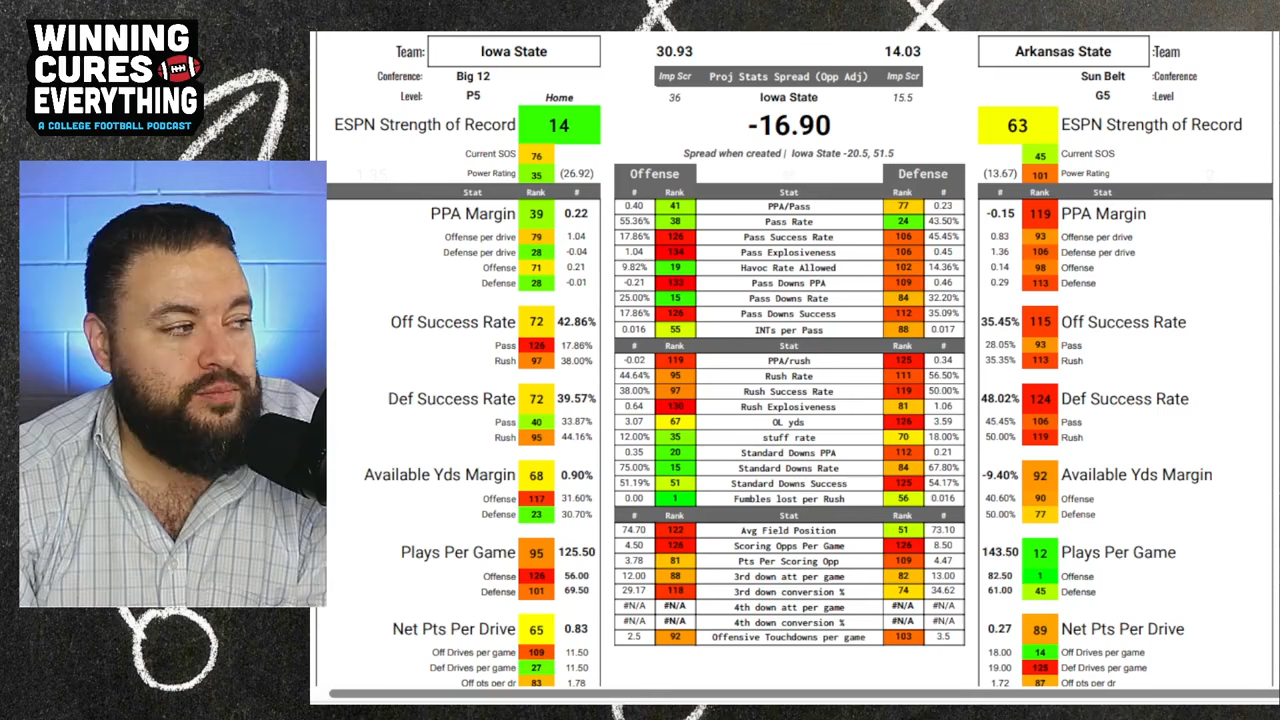 WINNING
CURES
EVERYTHING
A COLLEGE FOOTBALL PODCAST
Team: Iowa State 30.93 14.03 Arkansas State :Team
Conference: Big 12 Imp Scr Proj Stats Spread (Opp Adj) Imp Scr Sun Belt :Conference
Level: P5 Home 36 Iowa State 15.5 G5 :Level
ESPN Strength of Record 14 -16.90 63 ESPN Strength of Record
Current SOS 76 Spread when created | Iowa State -20.5, 51.5 45 Current SOS
Power Rating 35 (26.92) Offense Defense (13.67) 101 Power Rating
Stat Rank # # Rank Stat Rank # # Rank Stat
0.40 41 PPA/Pass 77 0.23
PPA Margin 39 0.22 55.36% 38 Pass Rate 24 43.50% -0.15 119 PPA Margin
Offense per drive 79 1.04 17.86% 126 Pass Success Rate 106 45.45% 0.83 93 Offense per drive
Defense per drive 28 -0.04 1.04 134 Pass Explosiveness 106 0.45 1.36 106 Defense per drive
Offense 71 0.21 9.82% 19 Havoc Rate Allowed 102 14.36% 0.14 98 Offense
Defense 28 -0.01 -0.21 133 Pass Downs PPA 109 0.46 0.29 113 Defense
25.00% 15 Pass Downs Rate 84 32.20%
Off Success Rate 72 42.86% 17.86% 126 Pass Downs Success 112 35.09% 35.45% 115 Off Success Rate
0.016 55 INTs per Pass 88 0.017
Pass 126 17.86% # Rank Stat Rank # 28.05% 93 Pass
Rush 97 38.00% -0.02 119 PPA/rush 125 0.34 35.35% 113 Rush
44.64% 95 Rush Rate 111 56.50%
Def Success Rate 72 39.57% 38.00% 97 Rush Success Rate 119 50.00% 48.02% 124 Def Success Rate
0.64 130 Rush Explosiveness 81 1.06
Pass 40 33.87% 3.07 67 OL yds 126 3.59 45.45% 106 Pass
Rush 95 44.16% 12.00% 35 stuff rate 70 18.00% 50.00% 119 Rush
0.35 20 Standard Downs PPA 112 0.21
Available Yds Margin 68 0.90% 75.00% 15 Standard Downs Rate 84 67.80% -9.40% 92 Available Yds Margin
51.19% 51 Standard Downs Success 125 54.17%
Offense 117 31.60% 0.00 1 Fumbles lost per Rush 56 0.016 40.60% 90 Offense
Defense 23 30.70% # Rank Stat Rank # 50.00% 77 Defense
74.70 122 Avg Field Position 51 73.10
Plays Per Game 95 125.50 4.50 126 Scoring Opps Per Game 126 8.50 143.50 12 Plays Per Game
3.78 81 Pts Per Scoring Opp 109 4.47
Offense 126 56.00 12.00 88 3rd down att per game 82 13.00 82.50 1 Offense
Defense 101 69.50 29.17 118 3rd down conversion % 74 34.62 61.00 45 Defense
#N/A #N/A 4th down att per game #N/A #N/A
Net Pts Per Drive 65 0.83 #N/A #N/A 4th down conversion % #N/A #N/A 0.27 89 Net Pts Per Drive
2.5 92 Offensive Touchdowns per game 103 3.5
Off Drives per game 109 11.50 18.00 14 Off Drives per game
Def Drives per game 27 11.50 19.00 125 Def Drives per game
Off pts per dr 83 1.78 1.72 87 Off pts per dr